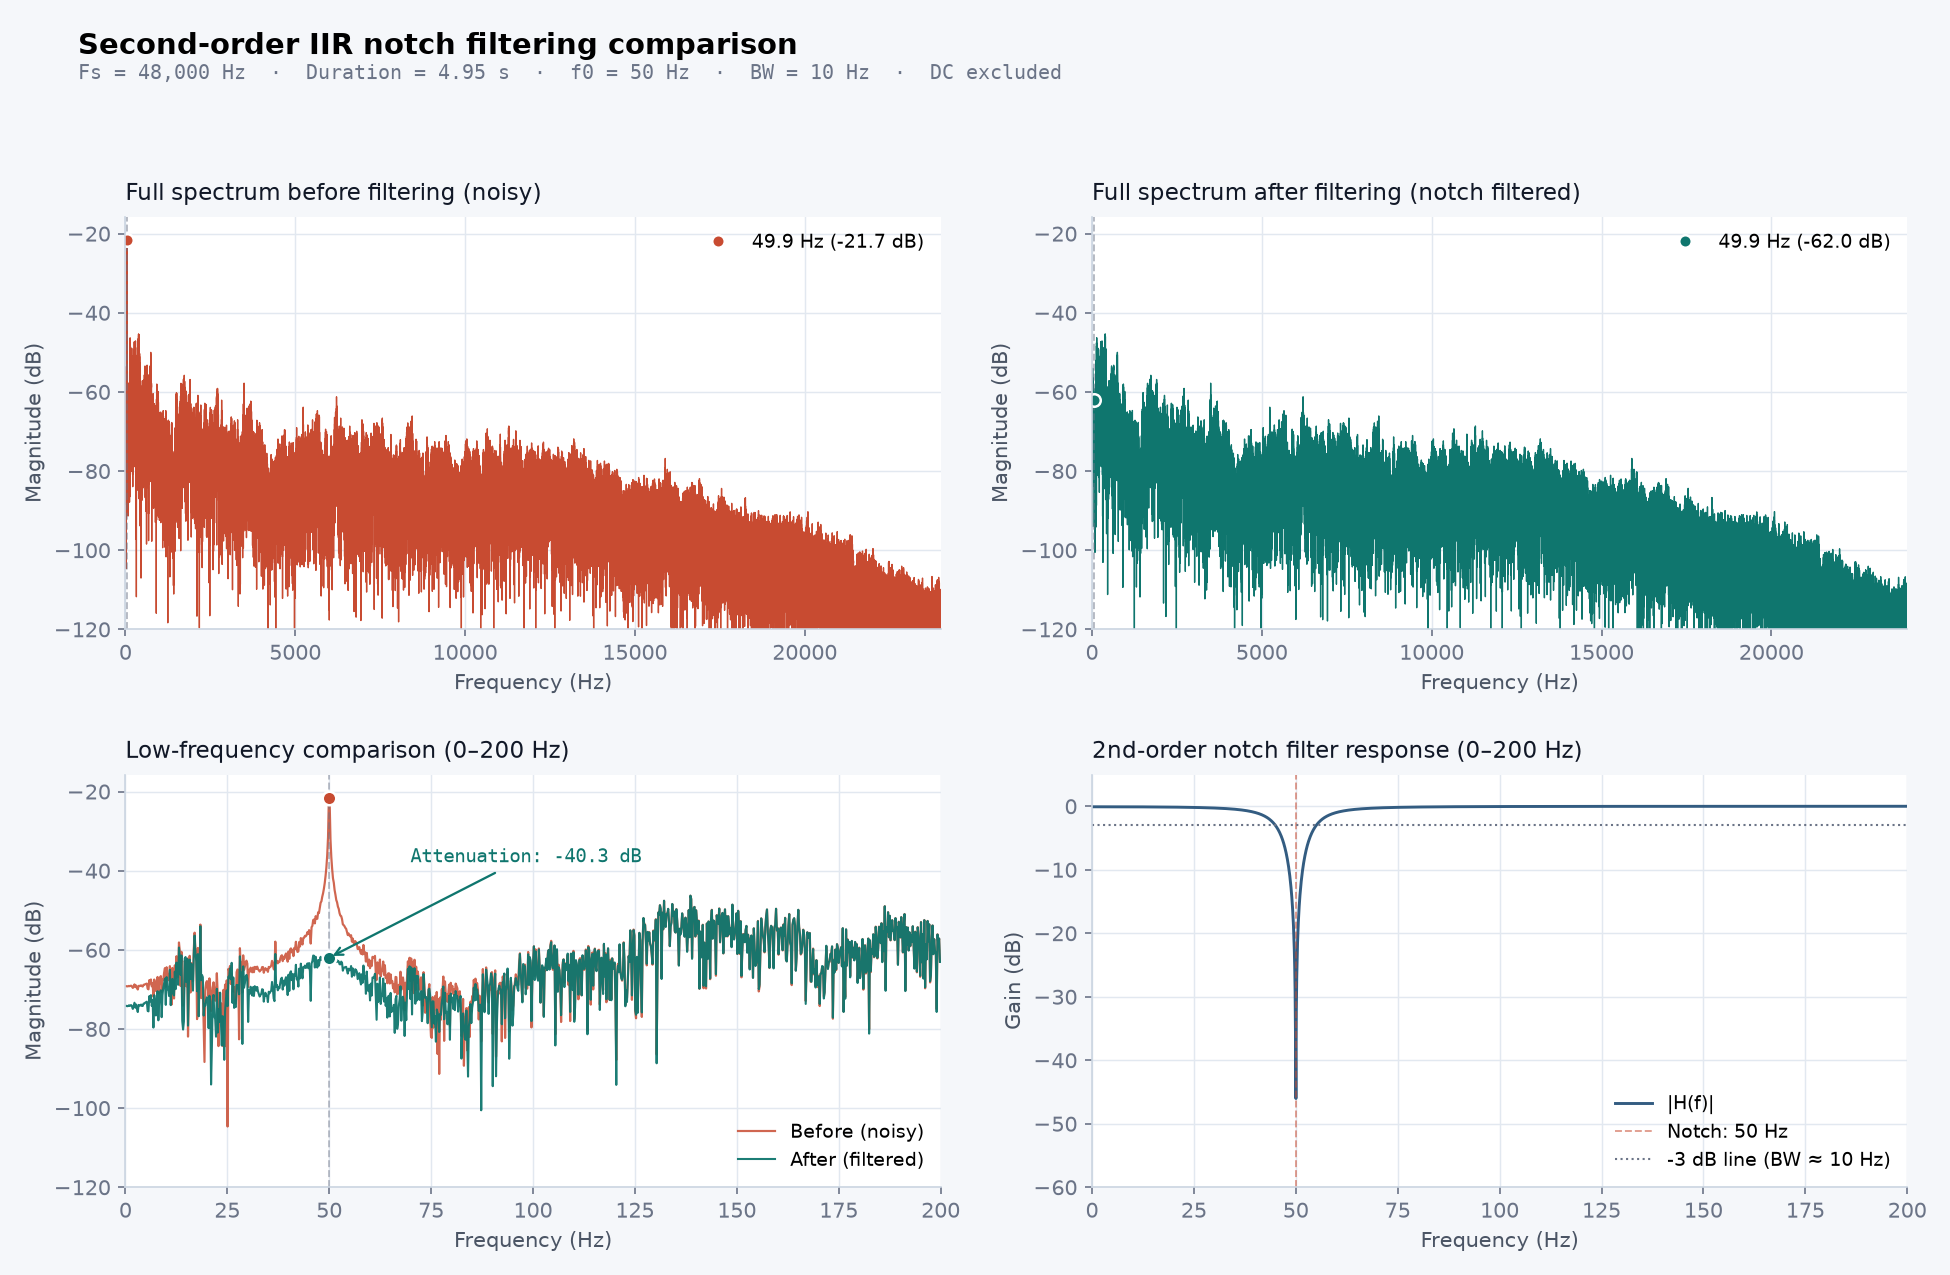 Second-order IIR notch filtering comparison
Fs = 48,000 Hz · Duration = 4.95 s · f0 = 50 Hz · BW = 10 Hz · DC excluded
Full spectrum before filtering (noisy)
49.9 Hz (-21.7 dB)
Magnitude (dB)
−20
−40
−60
−80
−100
−120
0 5000 10000 15000 20000
Frequency (Hz)
Full spectrum after filtering (notch filtered)
49.9 Hz (-62.0 dB)
Magnitude (dB)
−20
−40
−60
−80
−100
−120
0 5000 10000 15000 20000
Frequency (Hz)
Low-frequency comparison (0–200 Hz)
Attenuation: -40.3 dB
Magnitude (dB)
−20
−40
−60
−80
−100
−120
Before (noisy)
After (filtered)
0 25 50 75 100 125 150 175 200
Frequency (Hz)
2nd-order notch filter response (0–200 Hz)
Gain (dB)
0
−10
−20
−30
−40
−50
−60
|H(f)|
Notch: 50 Hz
-3 dB line (BW ≈ 10 Hz)
0 25 50 75 100 125 150 175 200
Frequency (Hz)